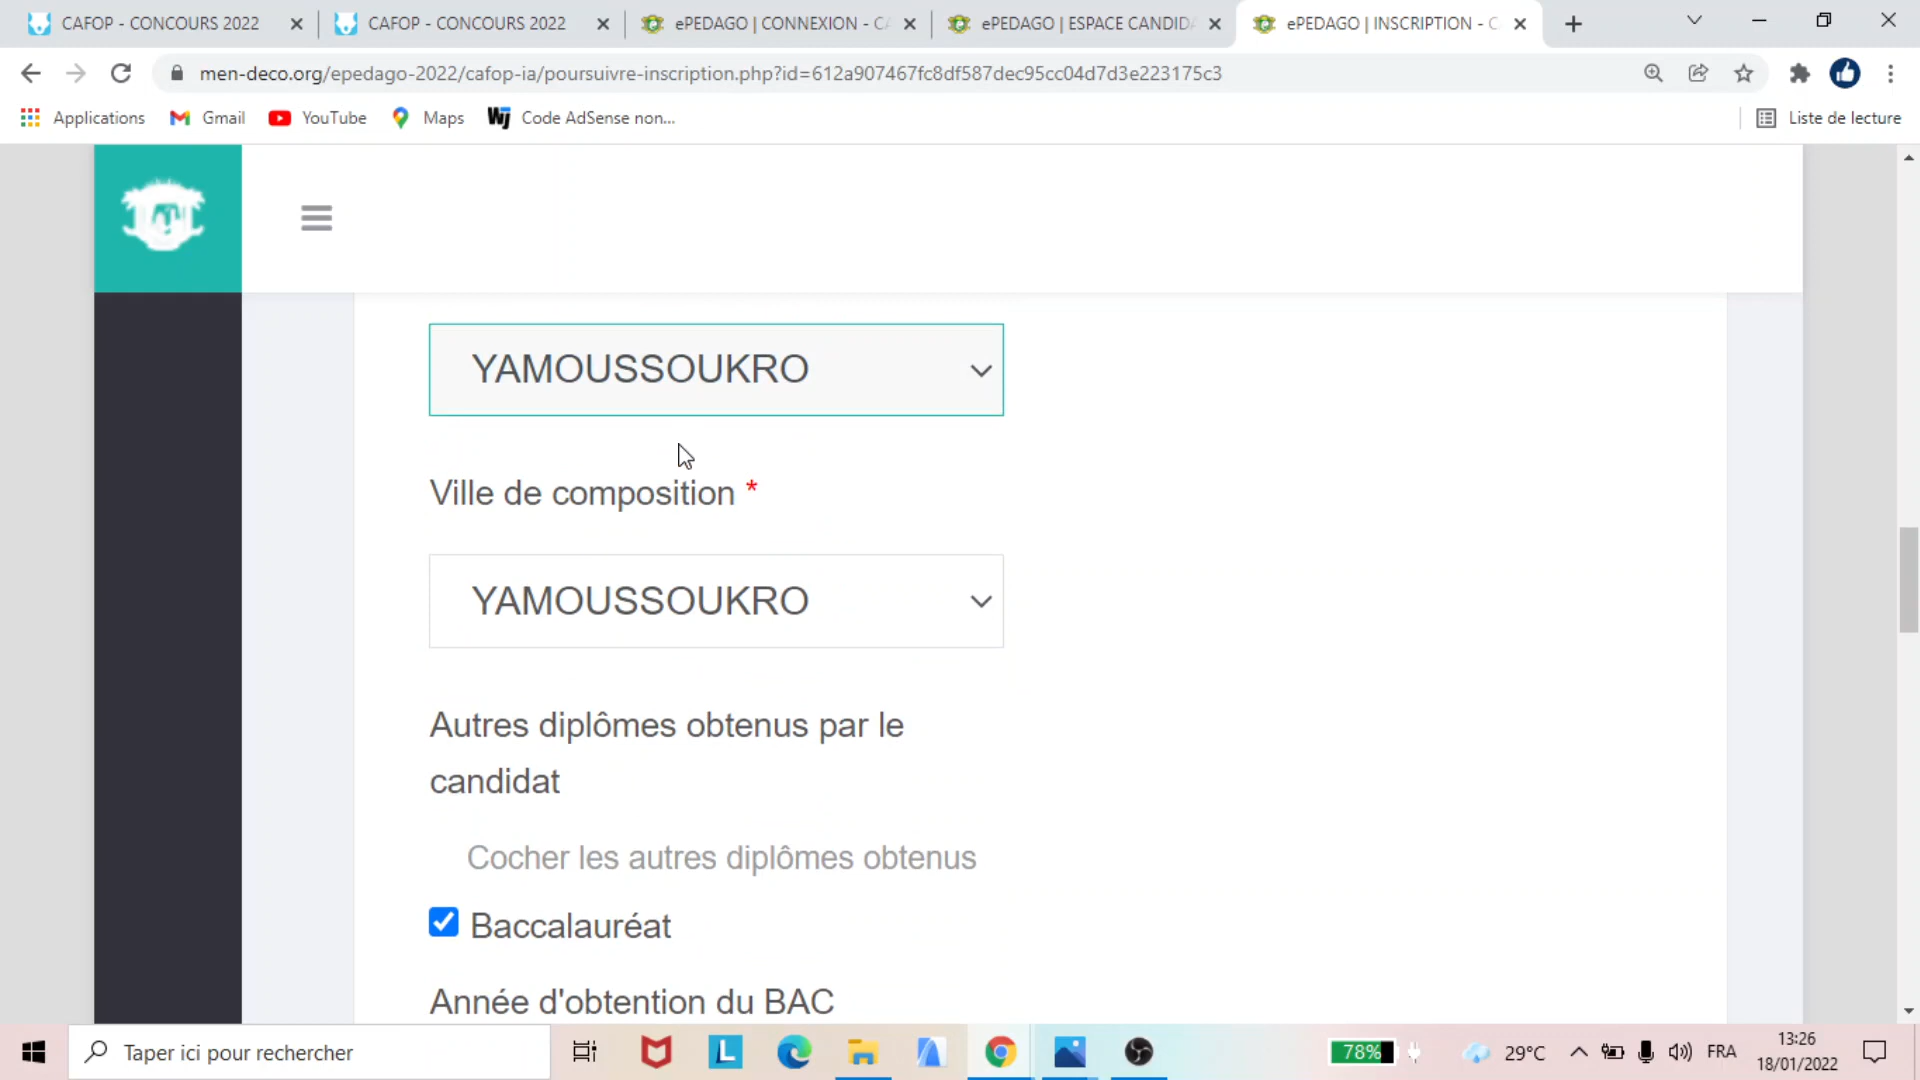 CAFOP - CONCOURS 2022
CAFOP - CONCOURS 2022
ePEDAGO | CONNEXION - CA
ePEDAGO | ESPACE CANDIDA
ePEDAGO | INSCRIPTION - C
men-deco.org/epedago-2022/cafop-ia/poursuivre-inscription.php?id=612a907467fc8df587dec95cc04d7d3e223175c3
Applications
Gmail
YouTube
Maps
Code AdSense non...
Liste de lecture
YAMOUSSOUKRO
Ville de composition *
YAMOUSSOUKRO
Autres diplômes obtenus par le
candidat
Cocher les autres diplômes obtenus
Baccalauréat
Année d'obtention du BAC
Taper ici pour rechercher
78%
29°C
FRA
13:26
18/01/2022